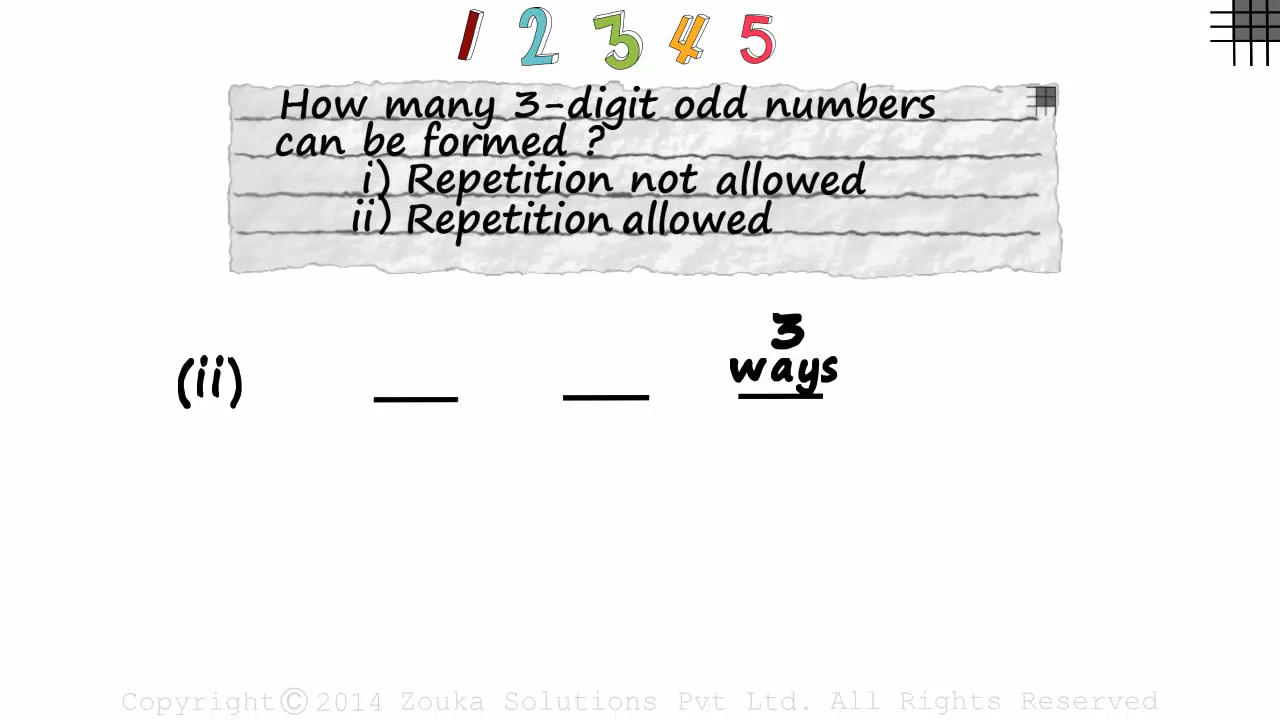 1 2 3 4 5
How many 3-digit odd numbers
can be formed ?
i) Repetition not allowed
ii) Repetition allowed
3
ways
(ii)
Copyright© 2014 Zouka Solutions Pvt Ltd. All Rights Reserved